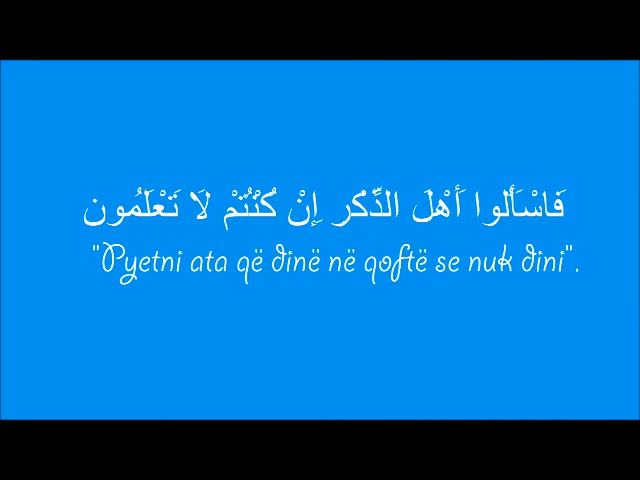 فَاسْأَلُوا أَهْلَ الذِّكْرِ إِنْ كُنْتُمْ لَا تَعْلَمُون
"Pyetni ata që dinë në qoftë se nuk dini".